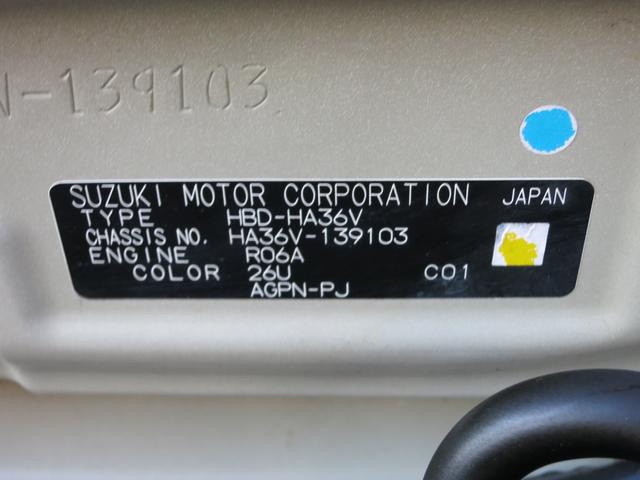 V-139103
SUZUKI MOTOR CORPORATION JAPAN
TYPE HBD-HA36V
CHASSIS NO. HA36V-139103
ENGINE R06A
COLOR 26U C01
AGPN-PJ